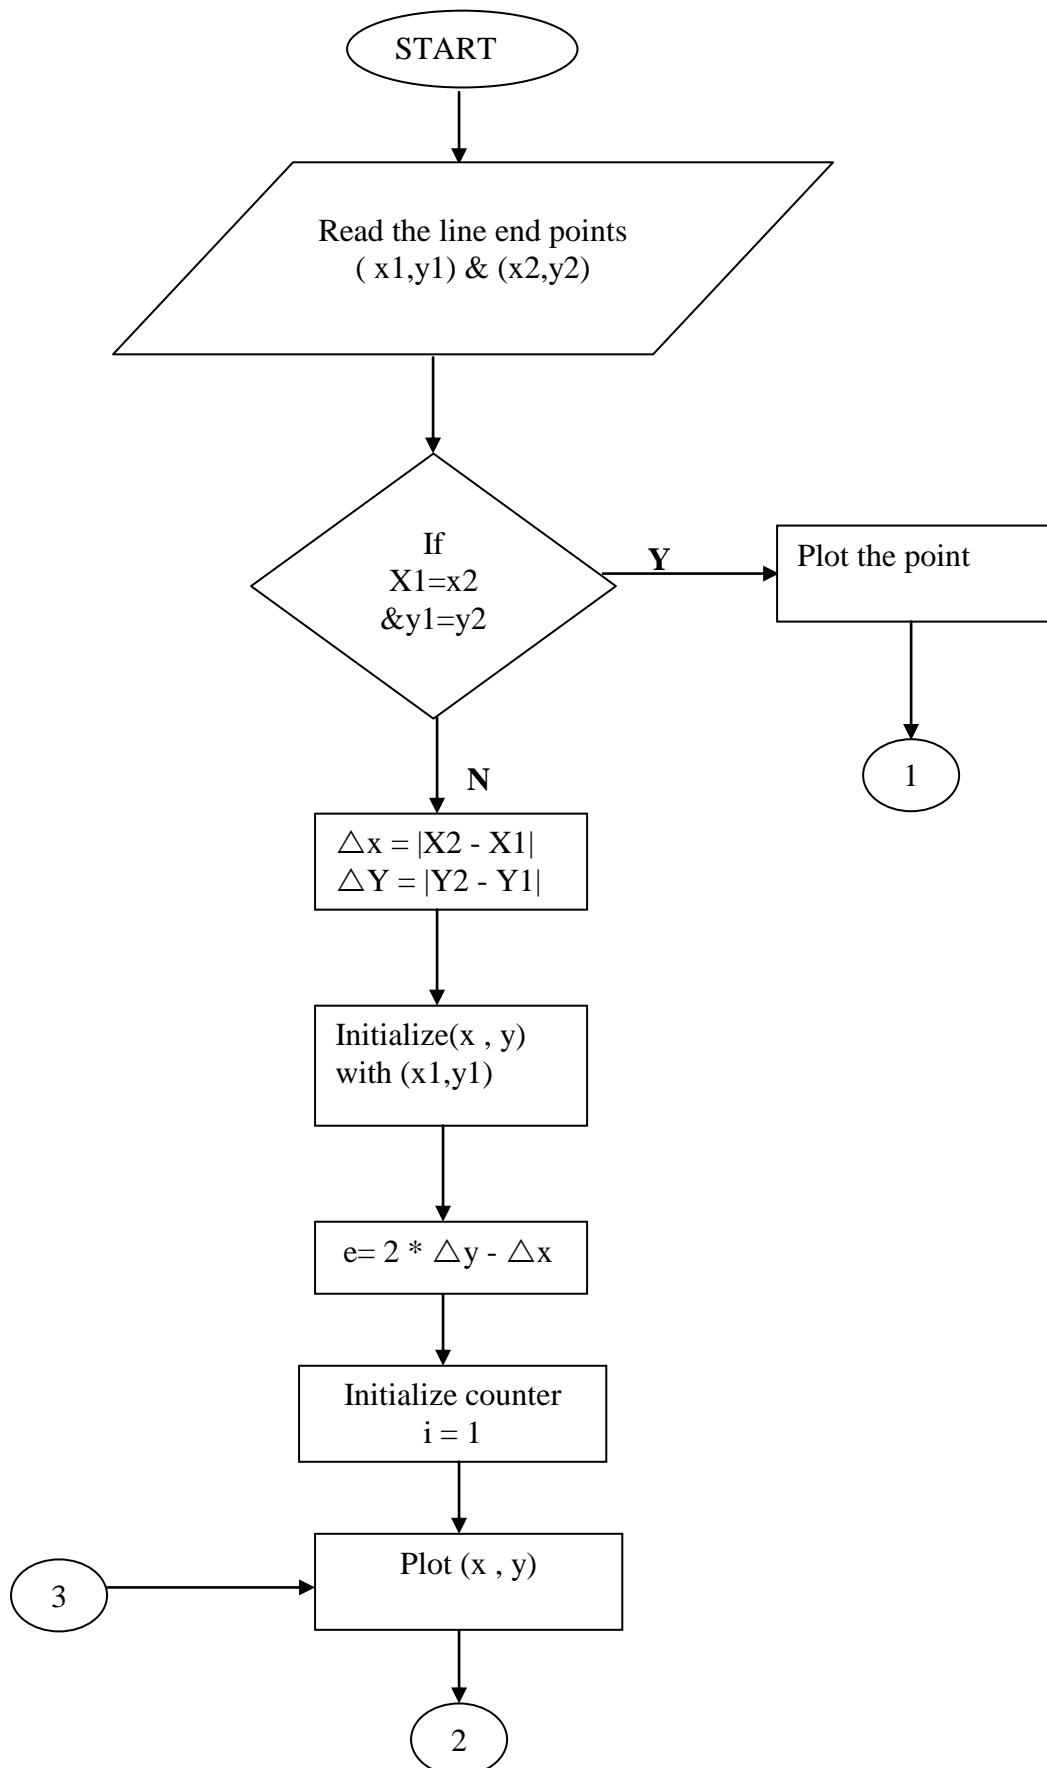 START
Read the line end points
( x1,y1) & (x2,y2)
If
X1=x2
&y1=y2
Y
Plot the point
1
N
△x = |X2 - X1|
△Y = |Y2 - Y1|
Initialize(x , y)
with (x1,y1)
e= 2 * △y - △x
Initialize counter
i = 1
Plot (x , y)
3
2